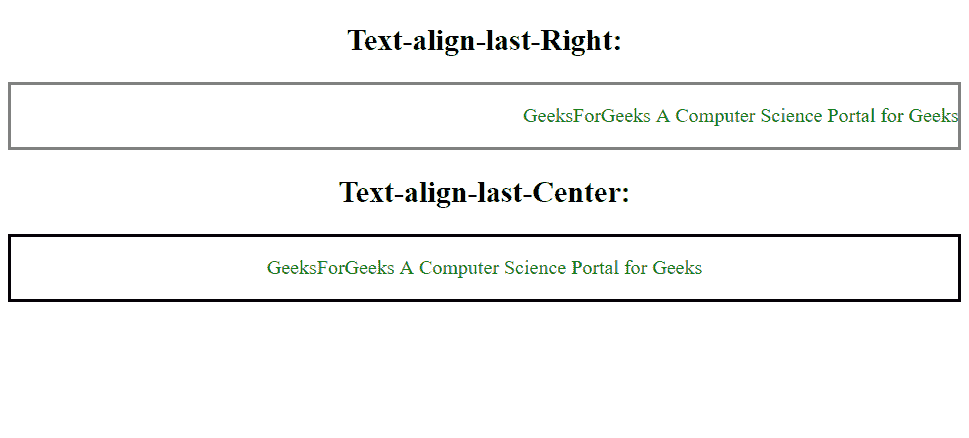 Text-align-last-Right:
GeeksForGeeks A Computer Science Portal for Geeks
Text-align-last-Center:
GeeksForGeeks A Computer Science Portal for Geeks